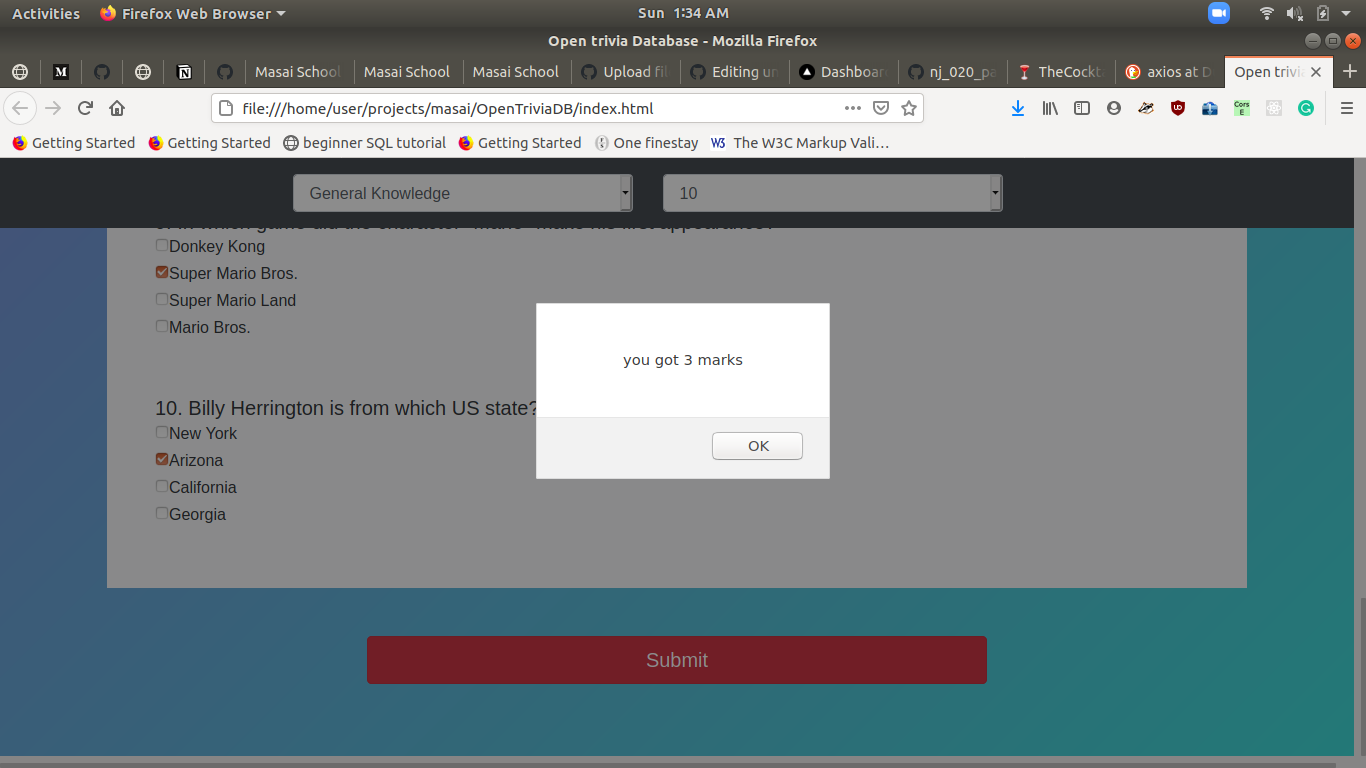 Activities Firefox Web Browser Sun 1:34 AM
Open trivia Database - Mozilla Firefox
Masai School Masai School Masai School Upload fil Editing un Dashboar nj_020_pa TheCockt axios at D Open trivi
file:///home/user/projects/masai/OpenTriviaDB/index.html
Getting Started Getting Started beginner SQL tutorial Getting Started One finestay The W3C Markup Vali…
General Knowledge 10
Donkey Kong
Super Mario Bros.
Super Mario Land
Mario Bros.
you got 3 marks
OK
10. Billy Herrington is from which US state?
New York
Arizona
California
Georgia
Submit